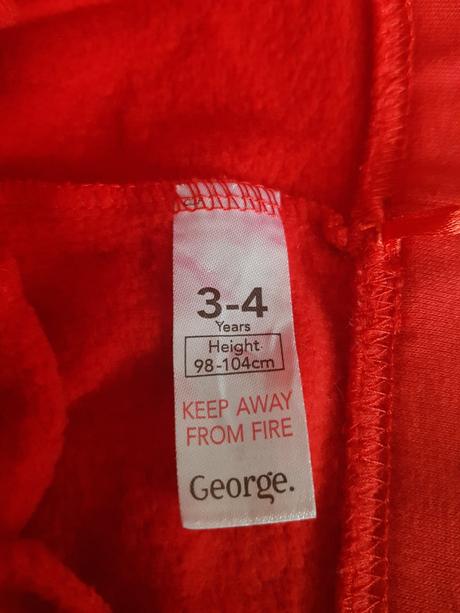 3-4
Years
Height
98-104cm
KEEP AWAY
FROM FIRE
George.